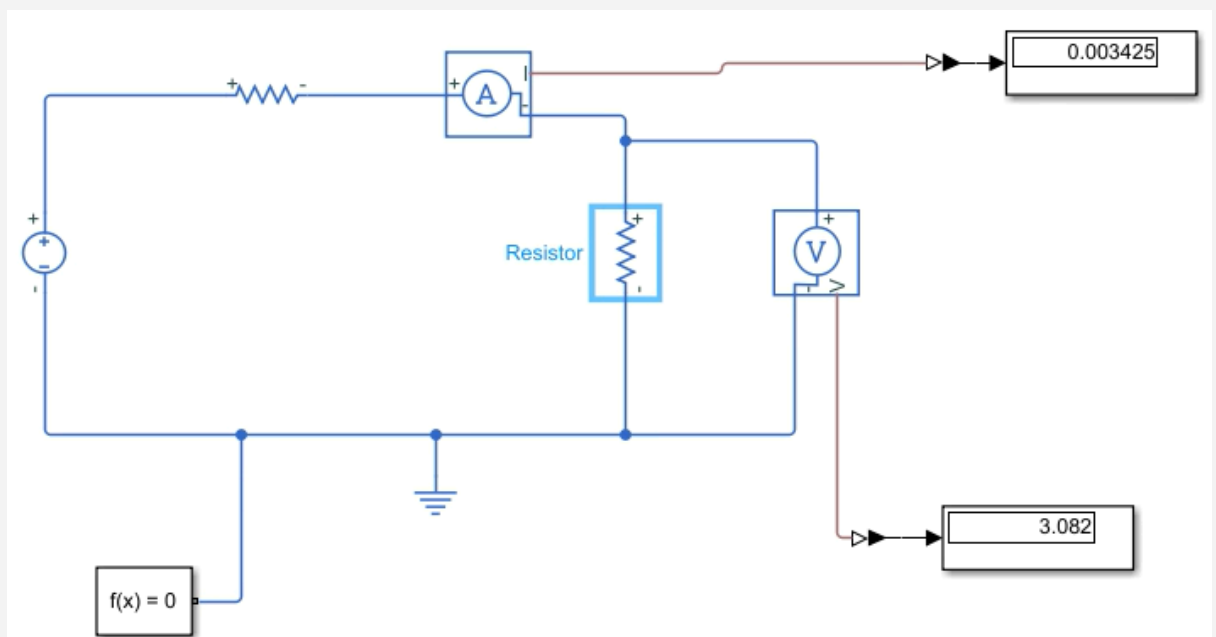 0.003425
+ -
+ A I
-
+
+ -
-
Resistor
+
-
+
V
- V
3.082
f(x) = 0